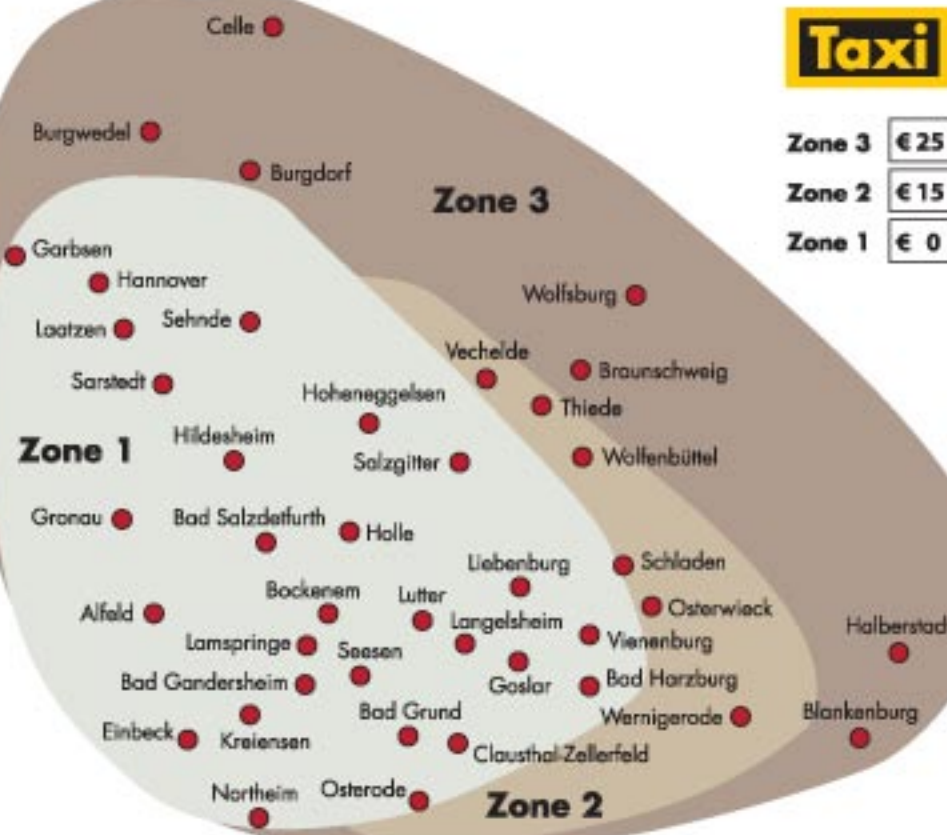 Celle
Taxi
Burgwedel
Zone 3 € 25
Burgdorf
Zone 2 € 15
Zone 3
Zone 1 € 0
Garbsen
Hannover
Wolfsburg
Laatzen
Sehnde
Vechelde
Braunschweig
Sarstedt
Hoheneggelsen
Thiede
Hildesheim
Zone 1
Salzgitter
Wolfenbüttel
Gronau
Bad Salzdetfurth
Holle
Liebenburg
Schladen
Bockenem
Lutter
Alfeld
Osterwieck
Langelsheim
Halberstad
Lamspringe
Seesen
Vienenburg
Bad Gandersheim
Goslar
Bad Harzburg
Bad Grund
Wernigerode
Blankenburg
Einbeck
Kreiensen
Clausthal-Zellerfeld
Northeim
Osterode
Zone 2